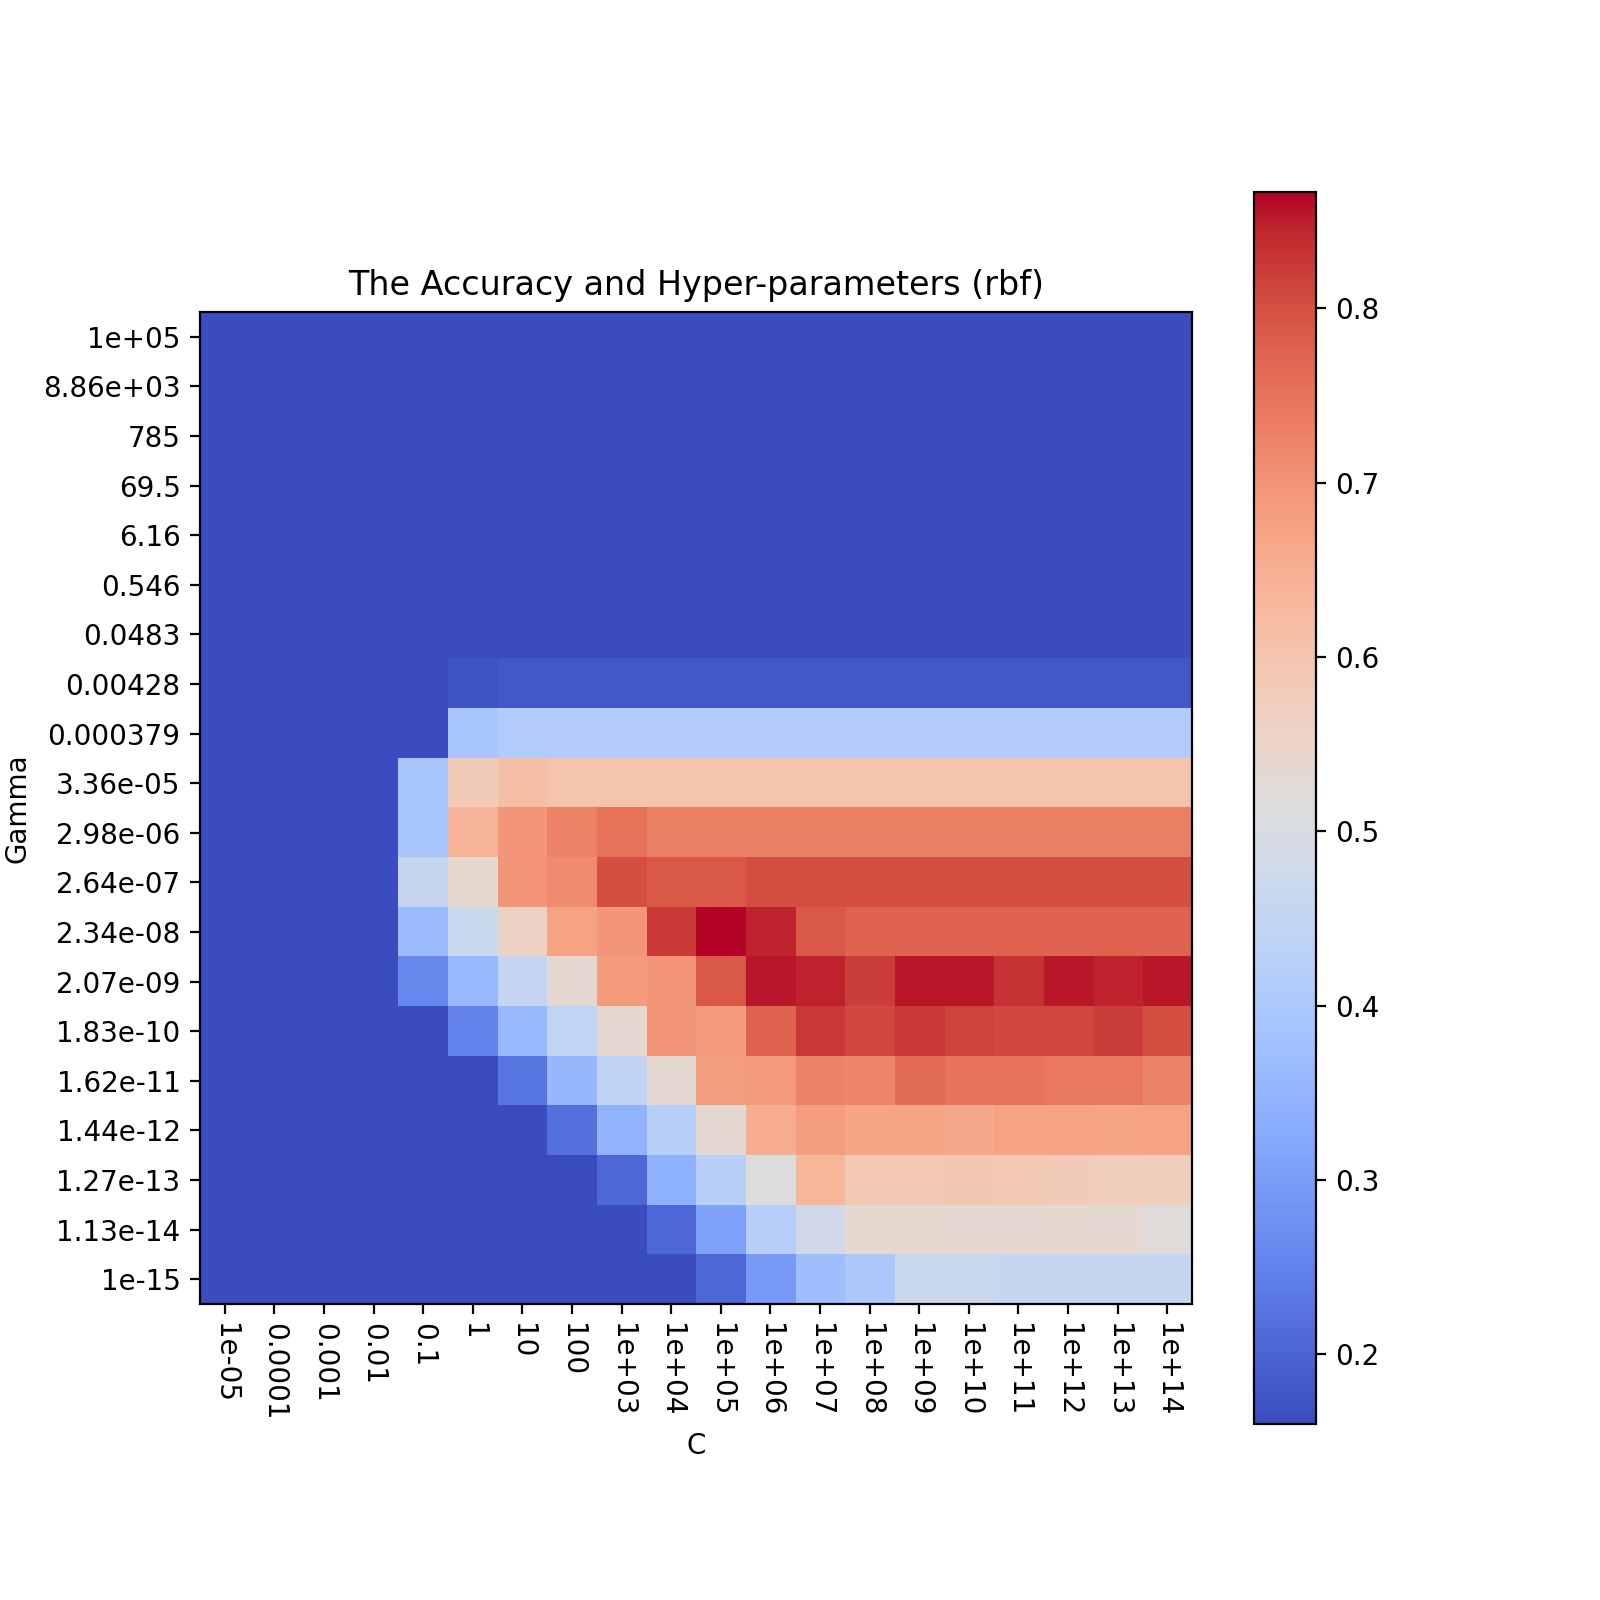 The Accuracy and Hyper-parameters (rbf)
Gamma
1e+05
8.86e+03
785
69.5
6.16
0.546
0.0483
0.00428
0.000379
3.36e-05
2.98e-06
2.64e-07
2.34e-08
2.07e-09
1.83e-10
1.62e-11
1.44e-12
1.27e-13
1.13e-14
1e-15
1e-05
0.0001
0.001
0.01
0.1
1
10
100
1e+03
1e+04
1e+05
1e+06
1e+07
1e+08
1e+09
1e+10
1e+11
1e+12
1e+13
1e+14
C
0.8
0.7
0.6
0.5
0.4
0.3
0.2